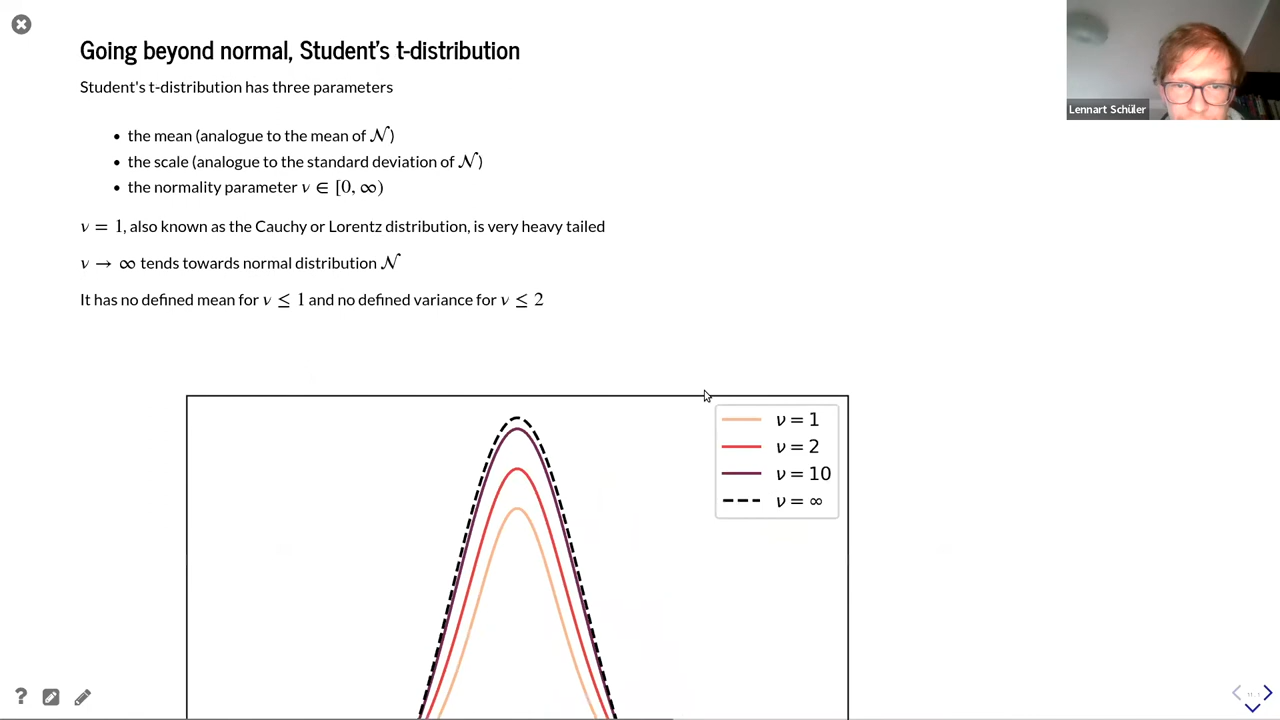 Going beyond normal, Student's t-distribution
Lennart Schüler
Student's t-distribution has three parameters
• the mean (analogue to the mean of 𝒩)
• the scale (analogue to the standard deviation of 𝒩)
• the normality parameter ν ∈ [0, ∞)
ν = 1, also known as the Cauchy or Lorentz distribution, is very heavy tailed
ν → ∞ tends towards normal distribution 𝒩
It has no defined mean for ν ≤ 1 and no defined variance for ν ≤ 2
ν = 1
ν = 2
ν = 10
ν = ∞
?